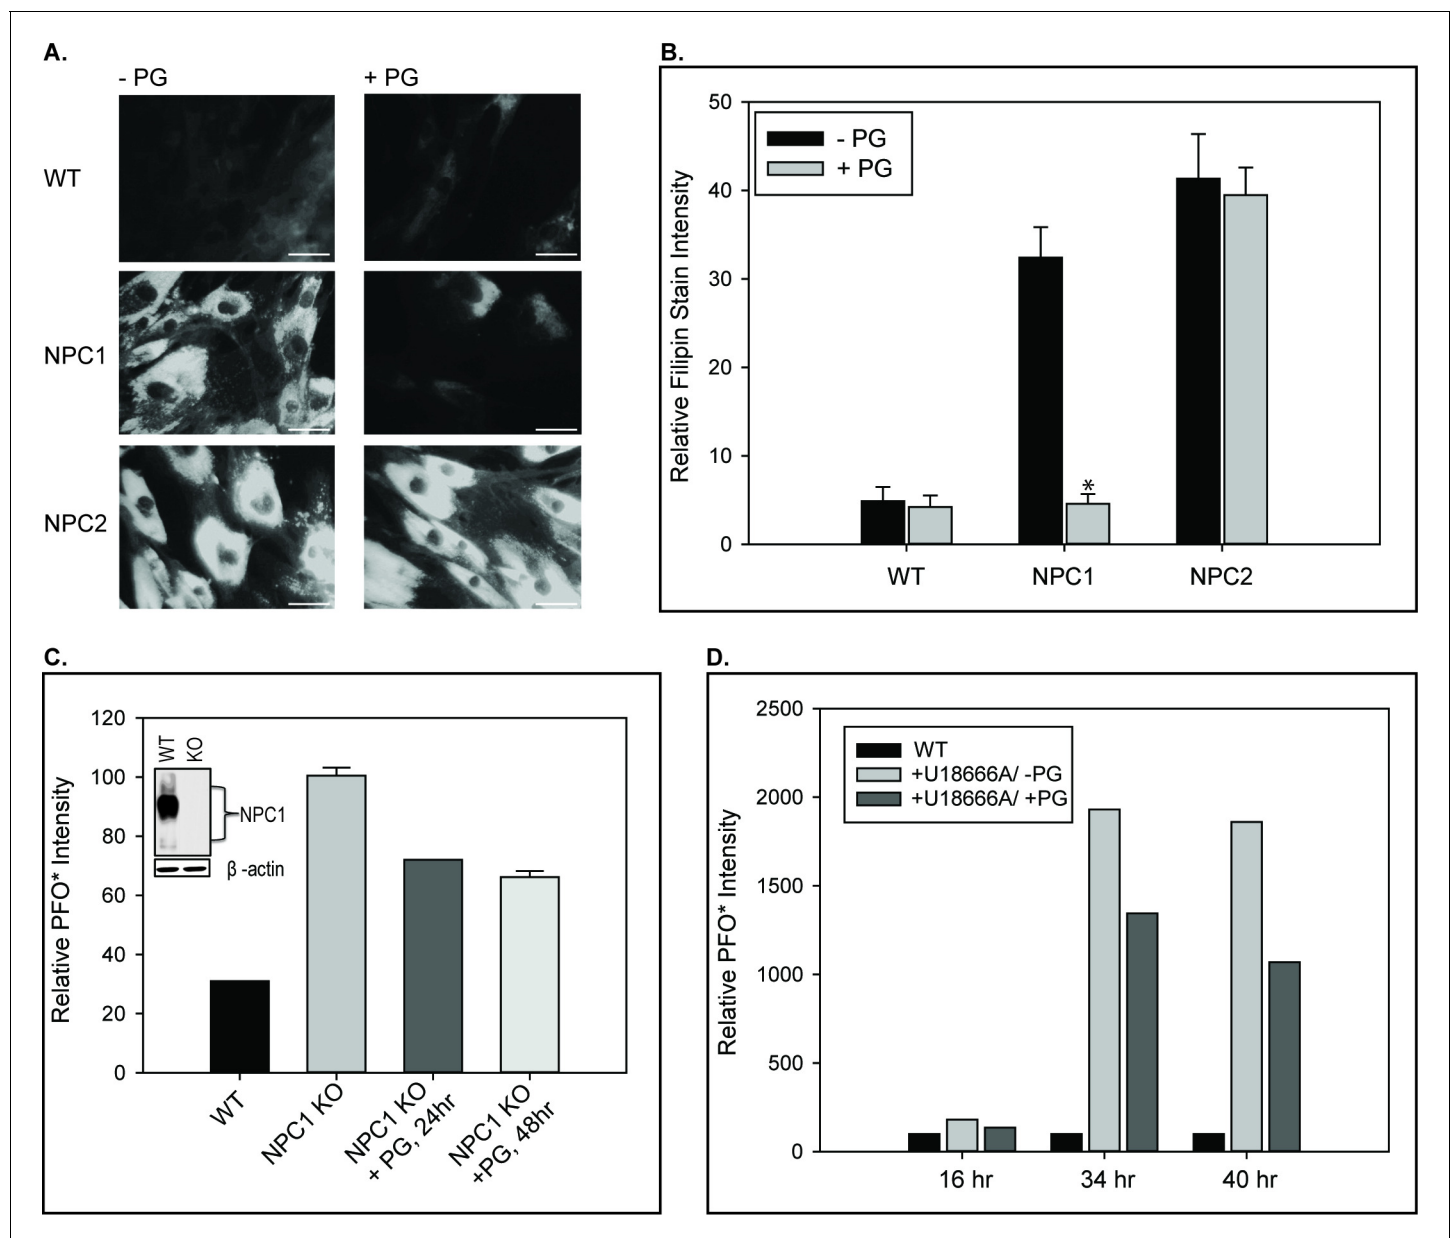 A.
- PG
+ PG
WT
NPC1
NPC2
B.
50
40
30
20
10
0
Relative Filipin Stain Intensity
- PG
+ PG
*
WT
NPC1
NPC2
C.
120
100
80
60
40
20
0
Relative PFO* Intensity
WT
KO
NPC1
β -actin
WT
NPC1 KO
NPC1 KO
+ PG, 24hr
NPC1 KO
+PG, 48hr
D.
2500
2000
1500
1000
500
0
Relative PFO* Intensity
WT
+U18666A/ -PG
+U18666A/ +PG
16 hr
34 hr
40 hr